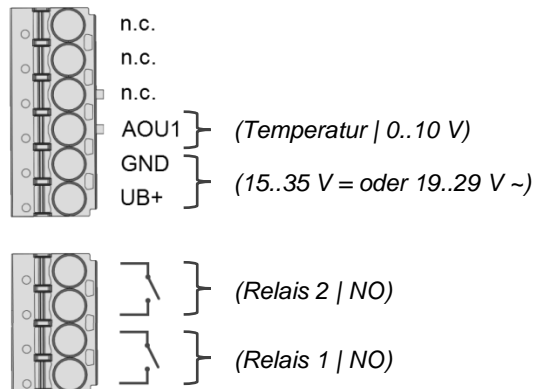 n.c.
n.c.
n.c.
AOU1 (Temperatur | 0..10 V)
GND
(15..35 V = oder 19..29 V ~)
UB+
(Relais 2 | NO)
(Relais 1 | NO)